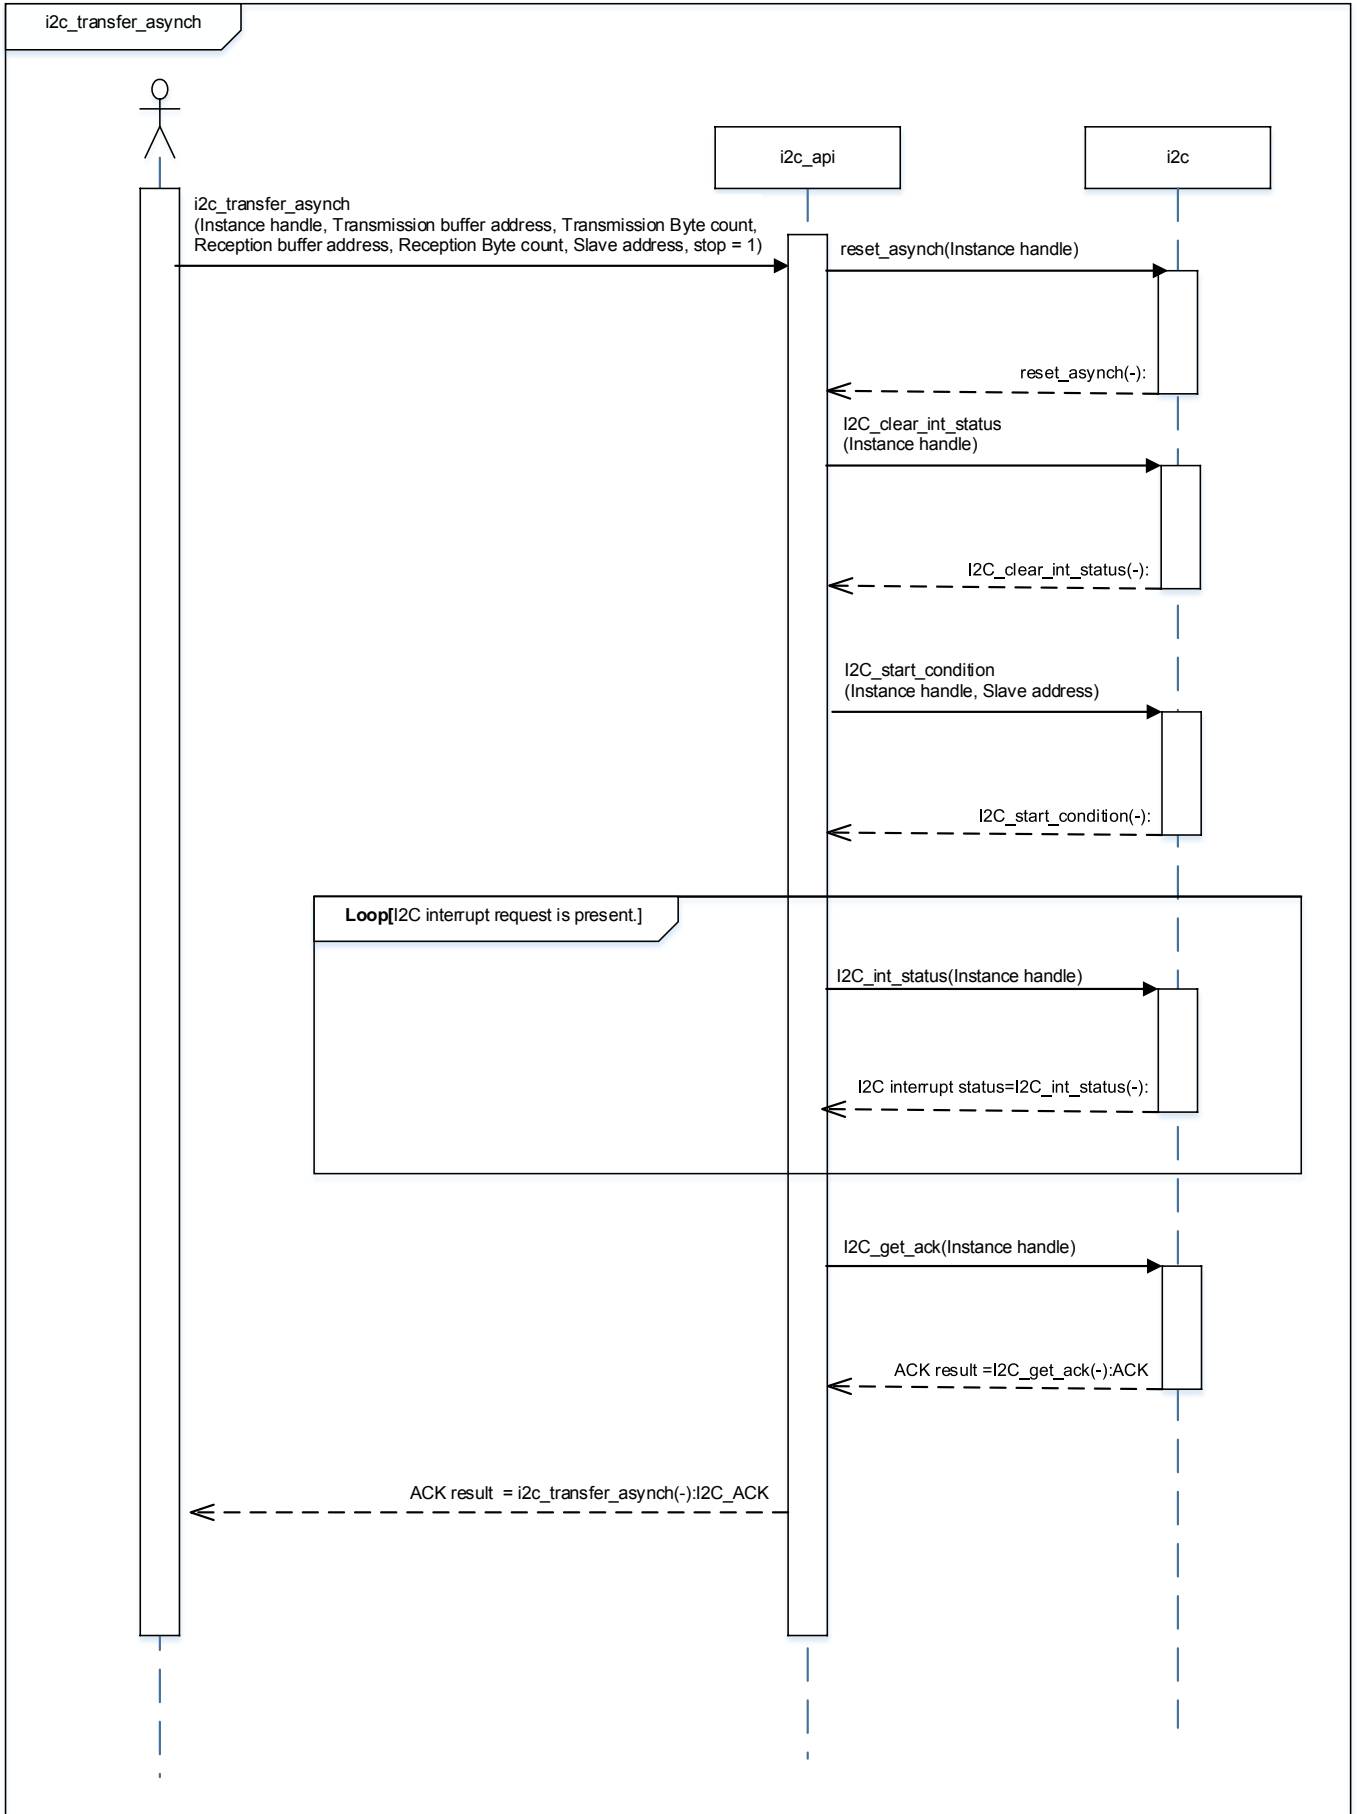 i2c_transfer_asynch
i2c_api
i2c
i2c_transfer_asynch
(Instance handle, Transmission buffer address, Transmission Byte count,
Reception buffer address, Reception Byte count, Slave address, stop = 1)
reset_asynch(Instance handle)
reset_asynch(-):
I2C_clear_int_status
(Instance handle)
I2C_clear_int_status(-):
I2C_start_condition
(Instance handle, Slave address)
I2C_start_condition(-):
Loop[I2C interrupt request is present.]
I2C_int_status(Instance handle)
I2C interrupt status=I2C_int_status(-):
I2C_get_ack(Instance handle)
ACK result =I2C_get_ack(-):ACK
ACK result = i2c_transfer_asynch(-):I2C_ACK